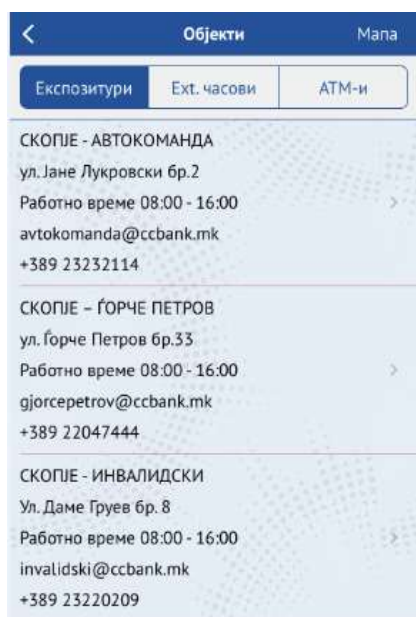 Објекти Мапа
Експозитури Ext. часови АТМ-и
СКОПЈЕ - АВТОКОМАНДА
ул. Јане Лукровски бр.2
Работно време 08:00 - 16:00
avtokomanda@ccbank.mk
+389 23232114
СКОПЈЕ – ЃОРЧЕ ПЕТРОВ
ул. Ѓорче Петров бр.33
Работно време 08:00 - 16:00
gjorcepetrov@ccbank.mk
+389 22047444
СКОПЈЕ - ИНВАЛИДСКИ
Ул. Даме Груев бр. 8
Работно време 08:00 - 16:00
invalidski@ccbank.mk
+389 23220209